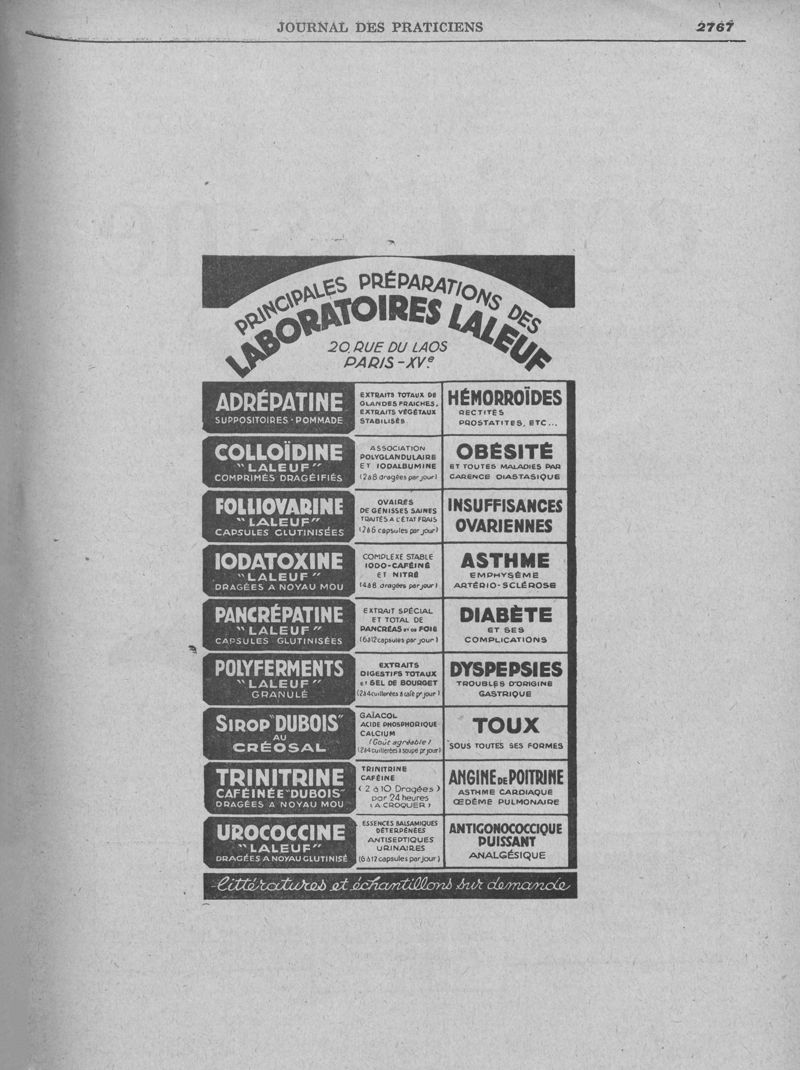 JOURNAL DES PRATICIENS 2767
PRINCIPALES PRÉPARATIONS DES
LABORATOIRES LALEUF
20, RUE DU LAOS
PARIS-XVe
ADRÉPATINE
SUPPOSITOIRES-POMMADE
EXTRAITS TOTAUX DE
GLANDES FRAICHES,
EXTRAITS VÉGÉTAUX
STABILISÉS
HÉMORROÏDES
RECTITÉS
PROSTATITES, ETC...
COLLOÏDINE
"LALEUF"
COMPRIMÉS DRAGÉIFIÉS
ASSOCIATION
POLYGLANDULAIRE
ET IODALBUMINE
(2 à 8 dragées par jour)
OBÉSITÉ
ET TOUTES MALADIES PAR
CARENCE DIASTASIQUE
FOLLIOVARINE
"LALEUF"
CAPSULES GLUTINISÉES
OVAIRES
DE GÉNISSES SAINES
TRAITÉS A L'ÉTAT FRAIS
(2 à 6 capsules par jour)
INSUFFISANCES
OVARIENNES
IODATOXINE
"LALEUF"
DRAGÉES A NOYAU MOU
COMPLEXE STABLE
IODO-CAFÉINÉ
ET NITRÉ
(4 à 8 dragées par jour)
ASTHME
EMPHYSÈME
ARTÉRIO-SCLÉROSE
PANCRÉPATINE
"LALEUF"
CAPSULES GLUTINISÉES
EXTRAIT SPÉCIAL
ET TOTAL DE
PANCRÉAS et de FOIE
(6 à 12 capsules par jour)
DIABÈTE
ET SES
COMPLICATIONS
POLYFERMENTS
"LALEUF"
GRANULÉ
EXTRAITS
DIGESTIFS TOTAUX
et SEL DE BOURGET
(2 à 4 cuillerées à café pr jour)
DYSPEPSIES
TROUBLES D'ORIGINE
GASTRIQUE
SIROP "DUBOIS"
AU
CRÉOSAL
GAÏACOL
ACIDE PHOSPHORIQUE
CALCIUM
(Goût agréable)
(2 à 4 cuillerées à soupe pr jour)
TOUX
SOUS TOUTES SES FORMES
TRINITRINE
CAFÉINÉE "DUBOIS"
DRAGÉES A NOYAU MOU
TRINITRINE
CAFÉINE
(2 à 10 Dragées)
par 24 heures
(A CROQUER)
ANGINE DE POITRINE
ASTHME CARDIAQUE
ŒDÈME PULMONAIRE
UROCOCCINE
"LALEUF"
DRAGÉES A NOYAU GLUTINISÉ
ESSENCES BALSAMIQUES
DÉTERPÉNÉES
ANTISEPTIQUES
URINAIRES
(6 à 12 capsules par jour)
ANTIGONOCOCCIQUE
PUISSANT
ANALGÉSIQUE
littératures et échantillons sur demande